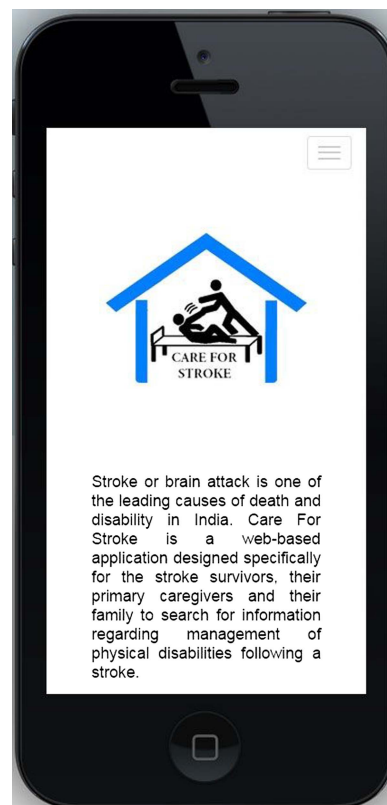 CARE FOR
STROKE
Stroke or brain attack is one of
the leading causes of death and
disability in India. Care For
Stroke is a web-based
application designed specifically
for the stroke survivors, their
primary caregivers and their
family to search for information
regarding management of
physical disabilities following a
stroke.